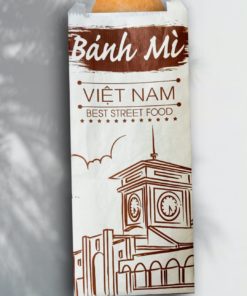 Bánh Mì
VIỆT NAM
BEST STREET FOOD